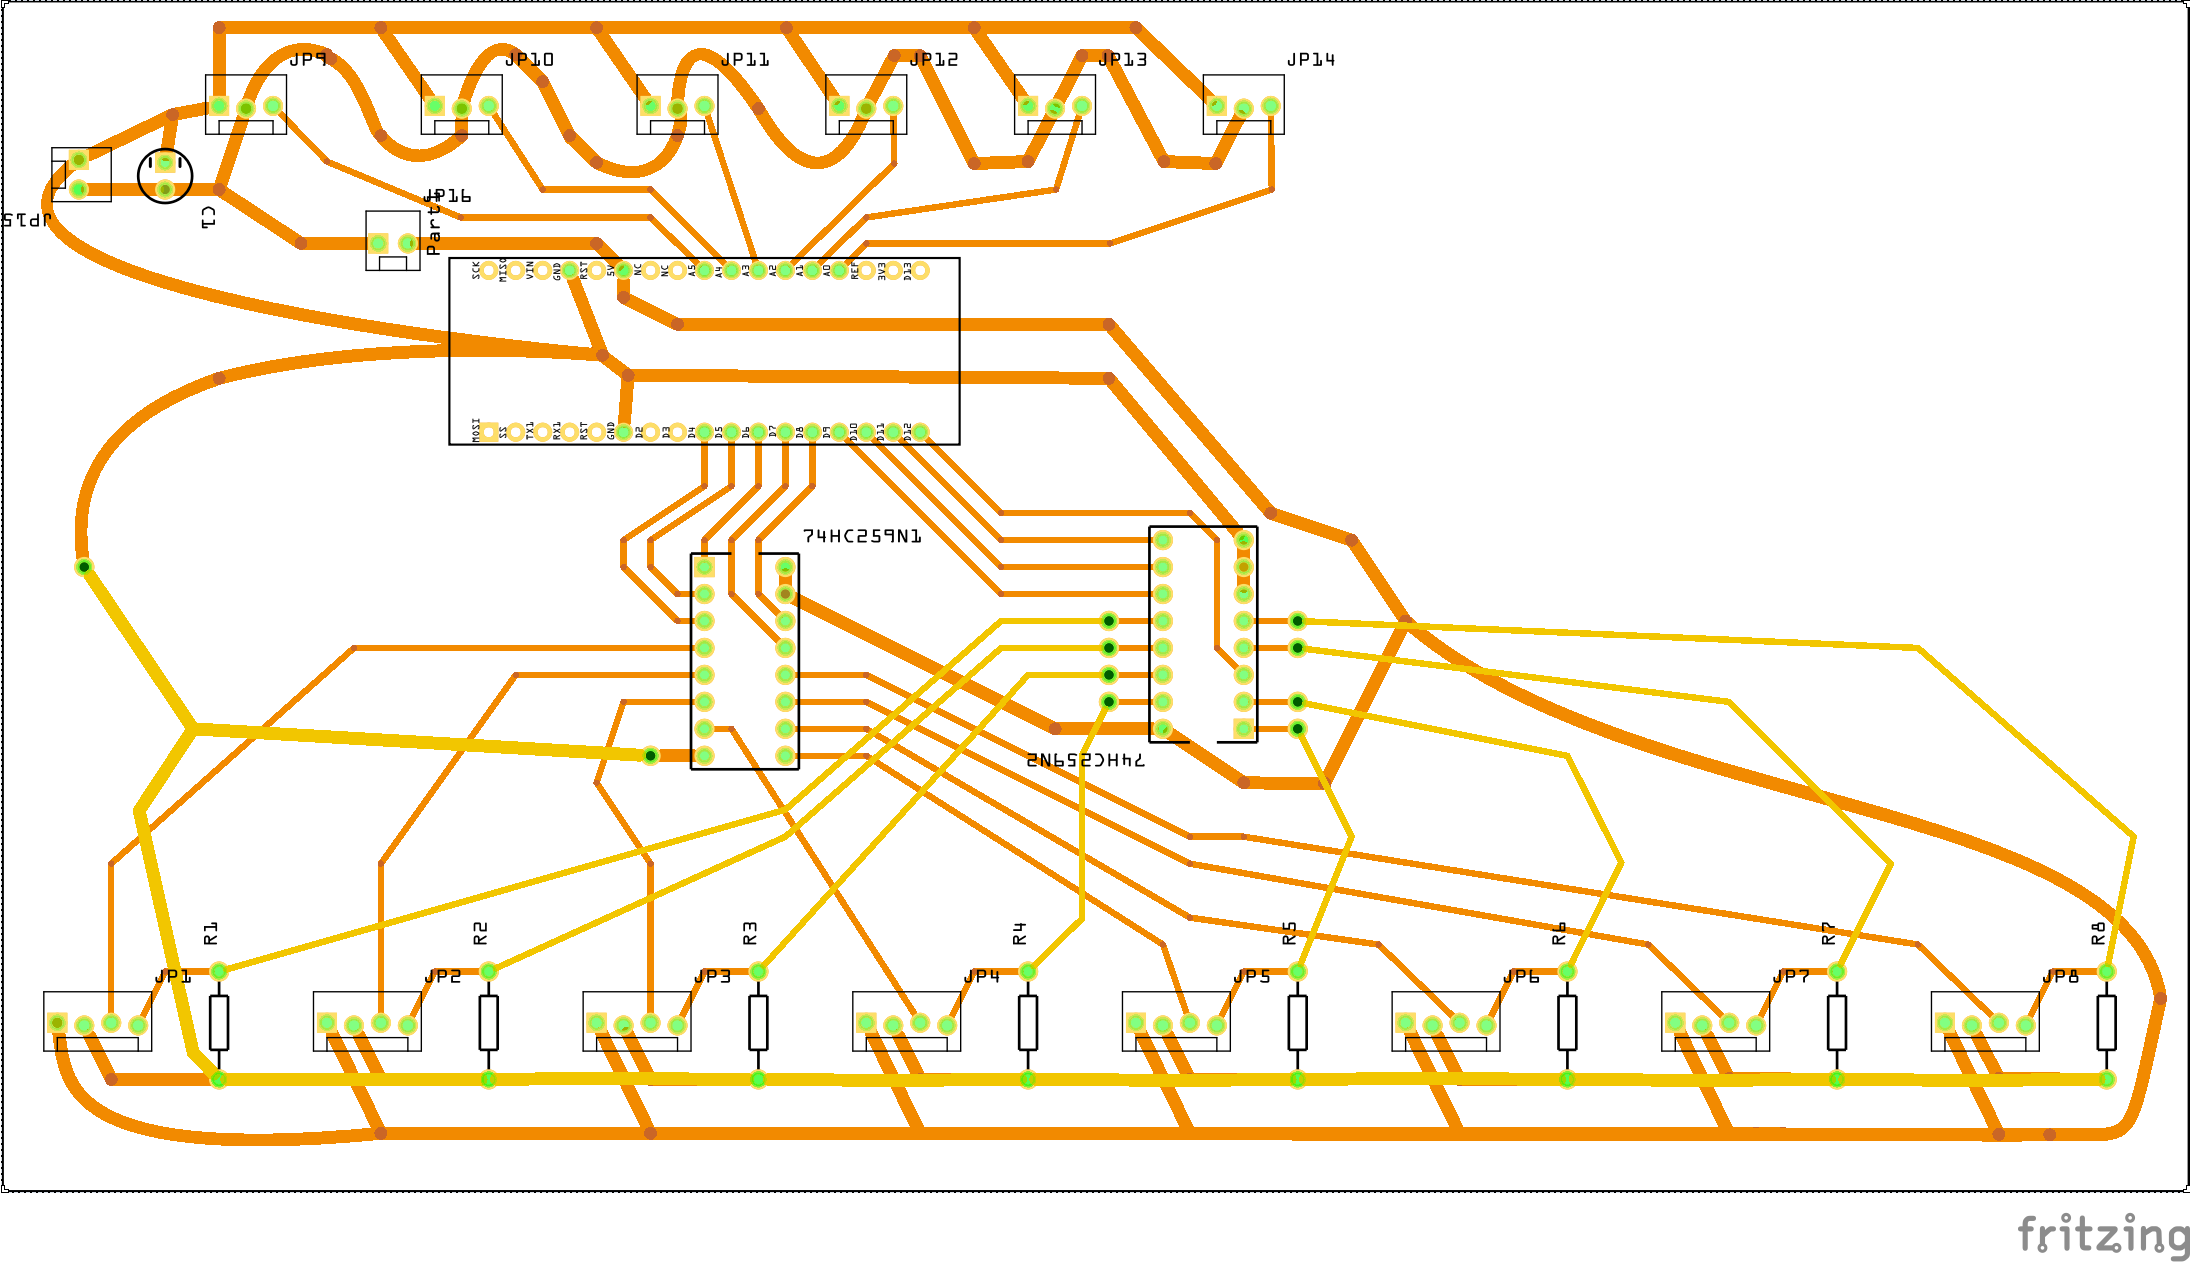 JP9
JP10
JP11
JP12
JP13
JP14
JP15
C1
JP16
Part1
SCK
MISO
VIN
GND
RST
5V
NC
NC
A5
A4
A3
A2
A1
A0
REF
3V3
D13
MOSI
SS
TX1
RX1
RST
GND
D2
D3
D4
D5
D6
D7
D8
D9
D10
D11
D12
74HC259N1
74HC259N2
R1
R2
R3
R4
R5
R6
R7
R8
JP1
JP2
JP3
JP4
JP5
JP6
JP7
JP8
fritzing